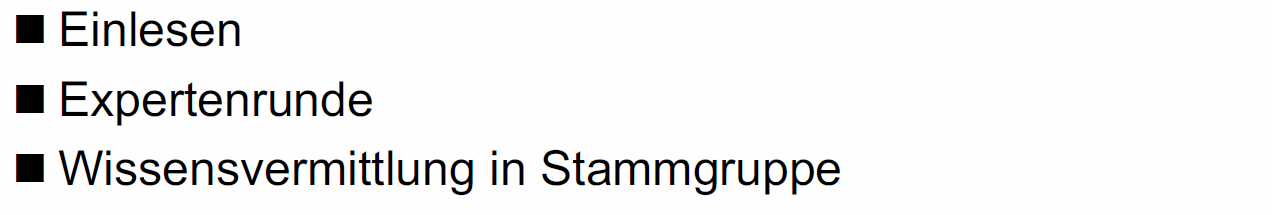 ■ Einlesen
■ Expertenrunde
■ Wissensvermittlung in Stammgruppe